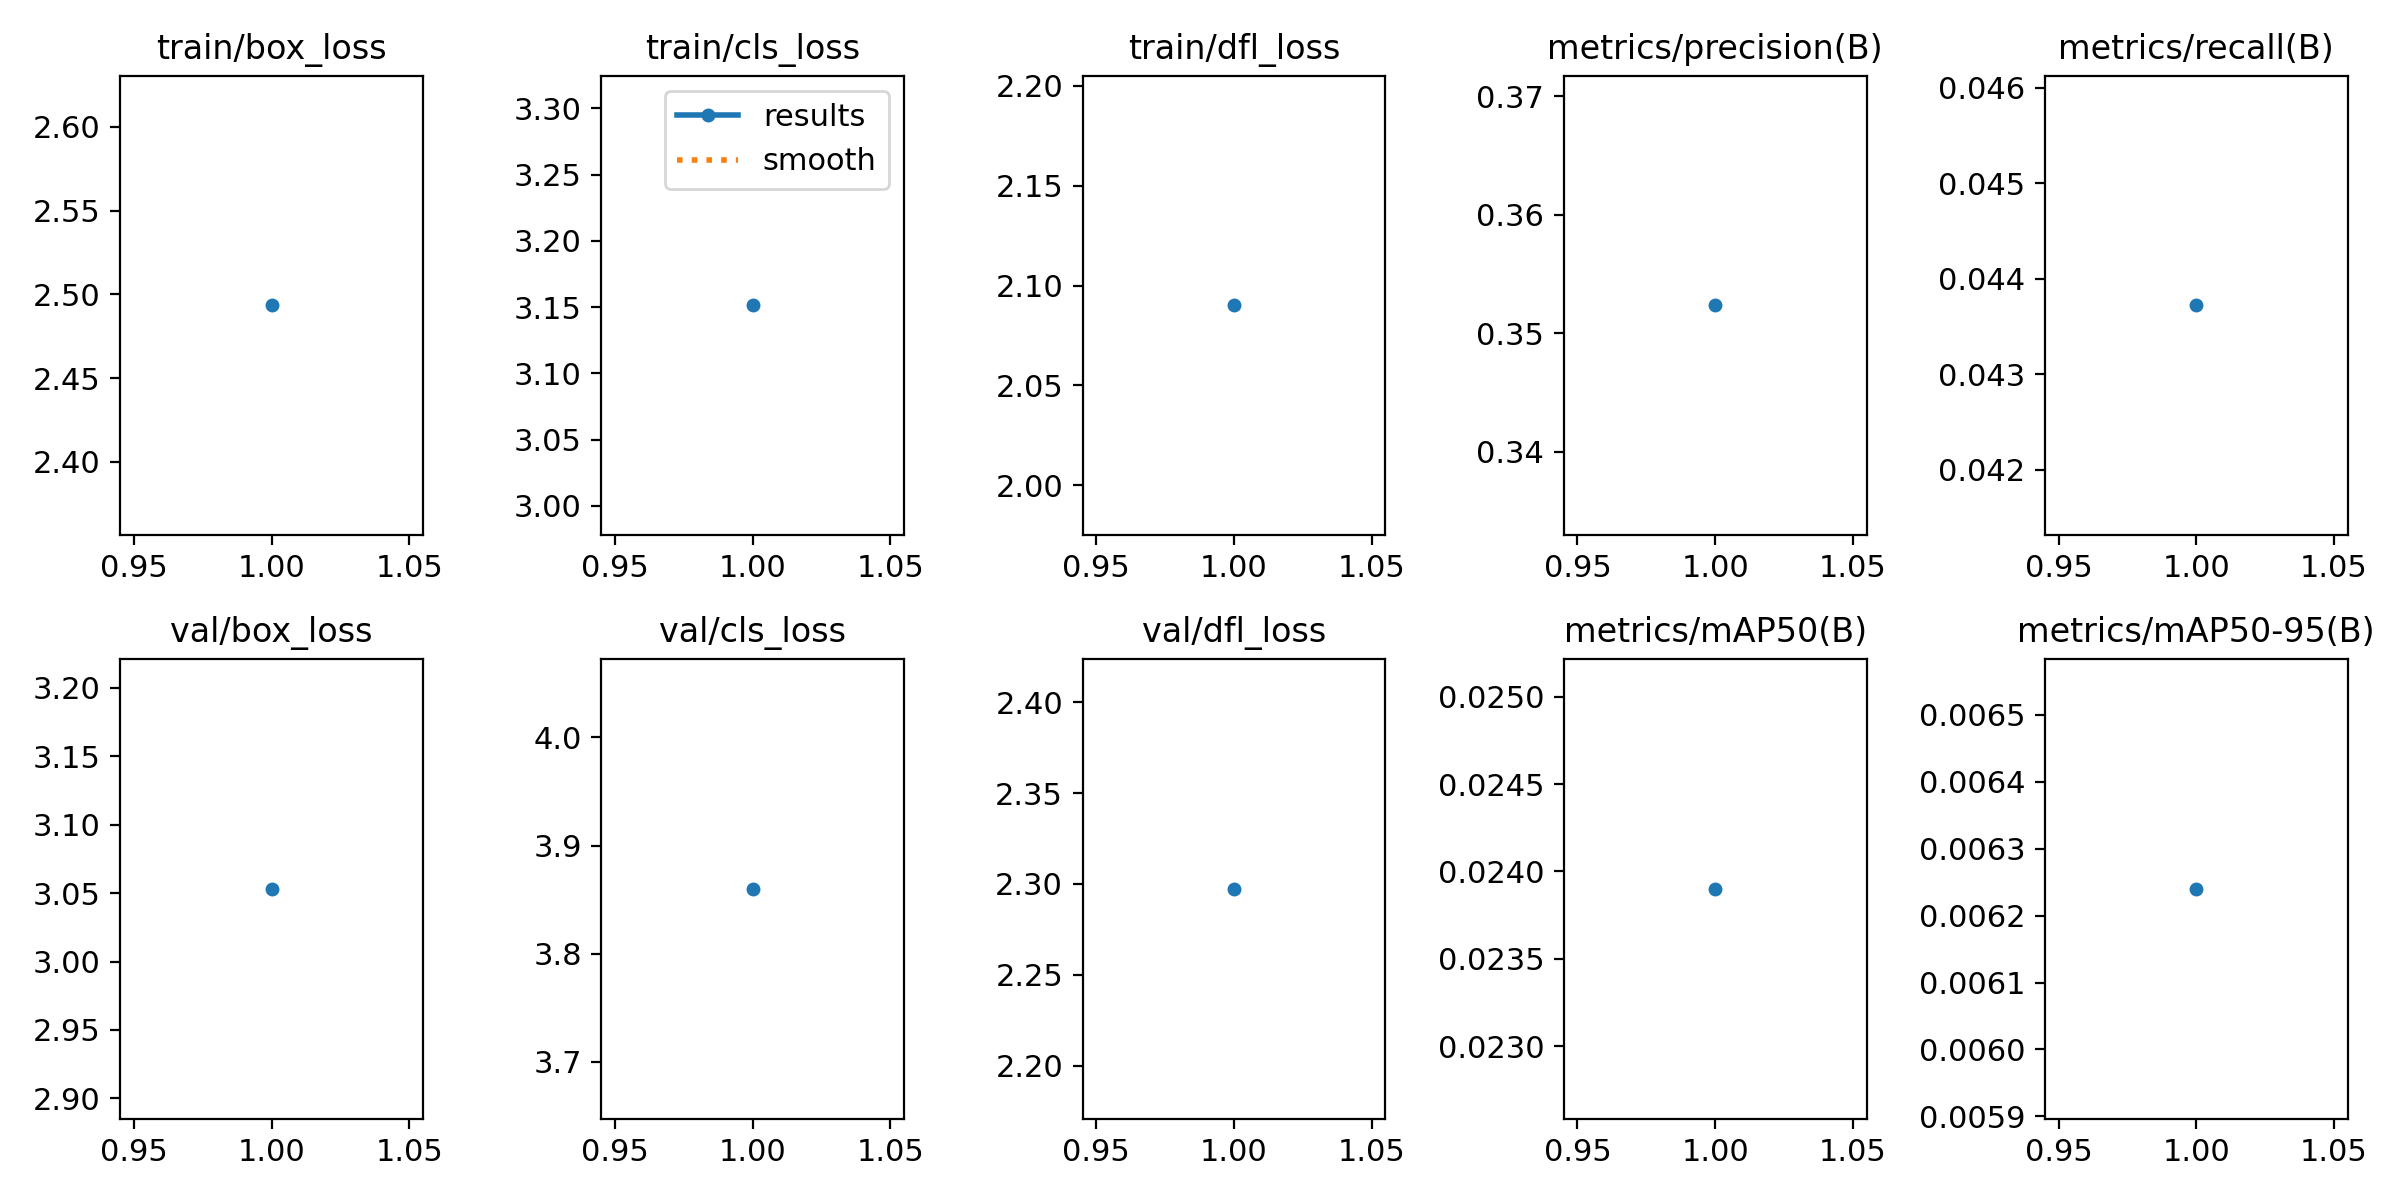 train/box_loss
2.60
2.55
2.50
2.45
2.40
0.95 1.00 1.05
train/cls_loss
results
smooth
3.30
3.25
3.20
3.15
3.10
3.05
3.00
0.95 1.00 1.05
train/dfl_loss
2.20
2.15
2.10
2.05
2.00
0.95 1.00 1.05
metrics/precision(B)
0.37
0.36
0.35
0.34
0.95 1.00 1.05
metrics/recall(B)
0.046
0.045
0.044
0.043
0.042
0.95 1.00 1.05
val/box_loss
3.20
3.15
3.10
3.05
3.00
2.95
2.90
0.95 1.00 1.05
val/cls_loss
4.0
3.9
3.8
3.7
0.95 1.00 1.05
val/dfl_loss
2.40
2.35
2.30
2.25
2.20
0.95 1.00 1.05
metrics/mAP50(B)
0.0250
0.0245
0.0240
0.0235
0.0230
0.95 1.00 1.05
metrics/mAP50-95(B)
0.0065
0.0064
0.0063
0.0062
0.0061
0.0060
0.0059
0.95 1.00 1.05